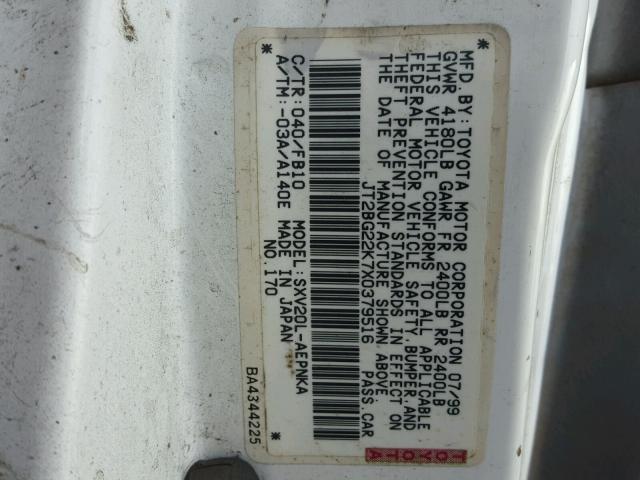 MFD. BY: TOYOTA MOTOR CORPORATION 07/99
GVWR 4180LB GAWR FR 2400LB RR 2400LB
THIS VEHICLE CONFORMS TO ALL APPLICABLE
FEDERAL MOTOR VEHICLE SAFETY, BUMPER, AND
THEFT PREVENTION STANDARDS IN EFFECT ON
THE DATE OF MANUFACTURE SHOWN ABOVE
JT2BG22K7X0379516 PASS. CAR
C/TR: 040/FB10 MODEL: SXV20L-AEPNKA
A/TM: -03A/A140E MADE IN JAPAN
NO. 170
BA4344225
TOYOTA